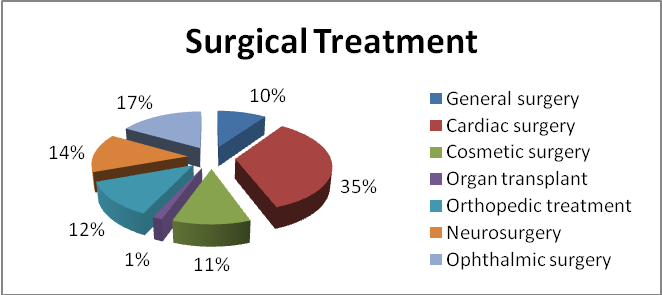 Surgical Treatment
17%
10%
14%
35%
12%
1%
11%
General surgery
Cardiac surgery
Cosmetic surgery
Organ transplant
Orthopedic treatment
Neurosurgery
Ophthalmic surgery